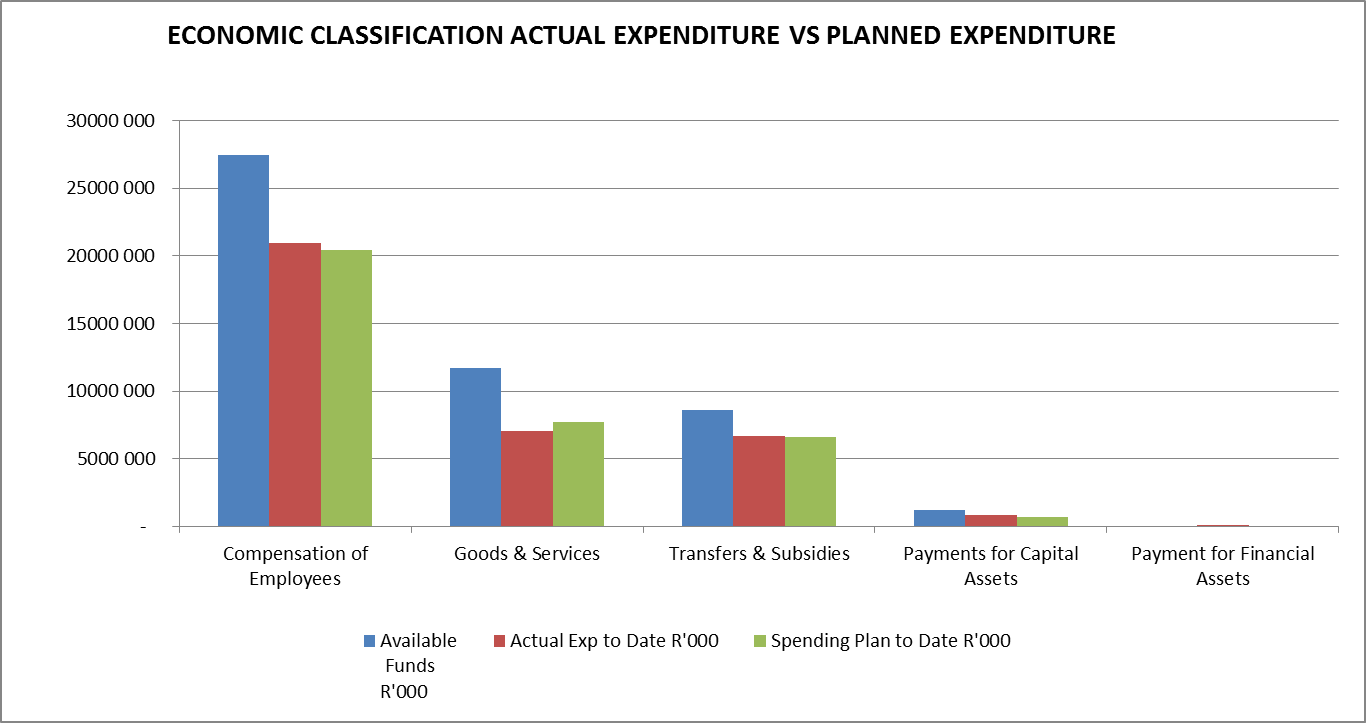 ECONOMIC CLASSIFICATION ACTUAL EXPENDITURE VS PLANNED EXPENDITURE
30000 000
25000 000
20000 000
15000 000
10000 000
5000 000
-
Compensation of
Employees
Goods & Services
Transfers & Subsidies
Payments for Capital
Assets
Payment for Financial
Assets
Available
Funds
R'000
Actual Exp to Date R'000
Spending Plan to Date R'000